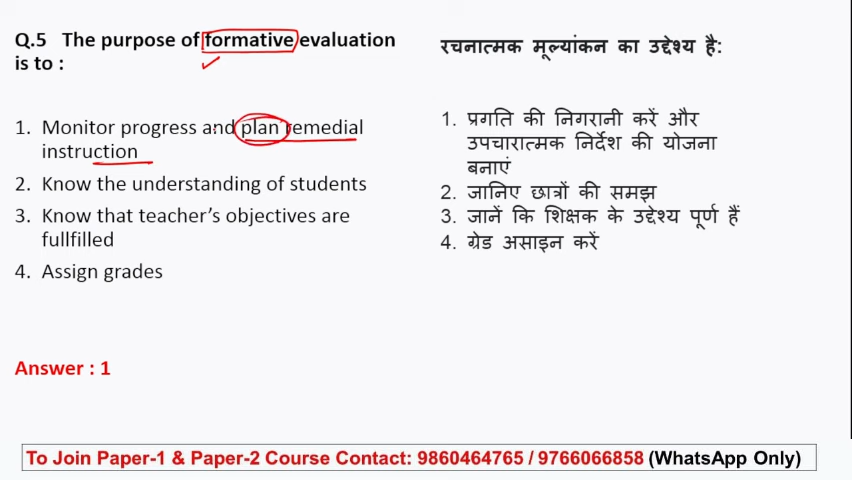 Q.5 The purpose of formative evaluation
is to :
1. Monitor progress and plan remedial
instruction
2. Know the understanding of students
3. Know that teacher's objectives are
fullfilled
4. Assign grades
Answer : 1
रचनात्मक मूल्यांकन का उद्देश्य है:
1. प्रगति की निगरानी करें और
उपचारात्मक निर्देश की योजना
बनाएं
2. जानिए छात्रों की समझ
3. जानें कि शिक्षक के उद्देश्य पूर्ण हैं
4. ग्रेड असाइन करें
To Join Paper-1 & Paper-2 Course Contact: 9860464765 / 9766066858 (WhatsApp Only)